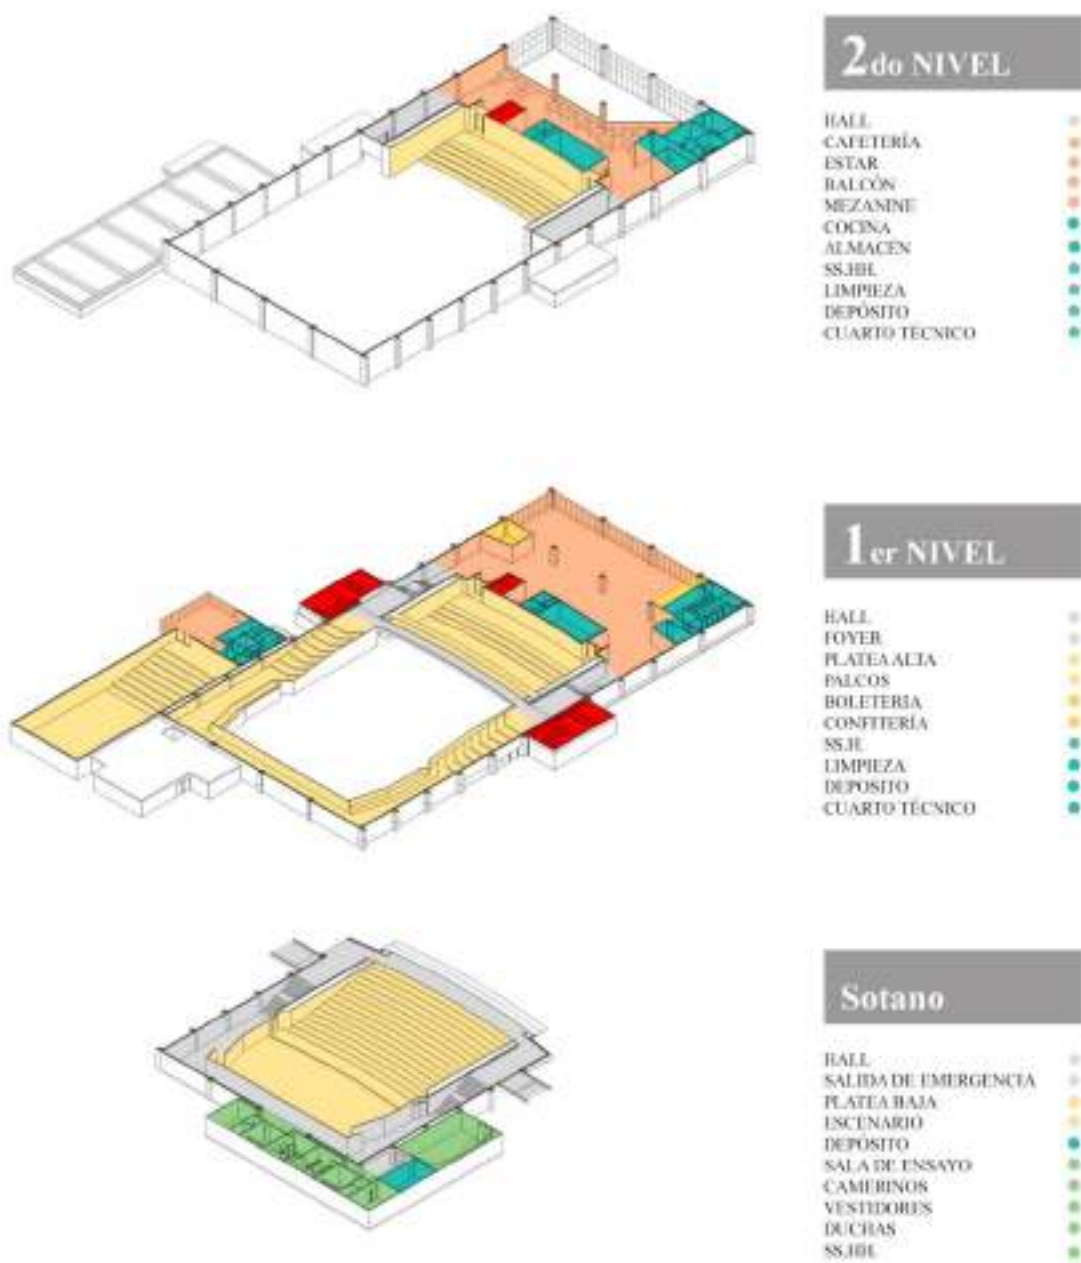 2do NIVEL
HALL
CAFETERÍA
ESTAR
BALCÓN
MEZANINE
COCINA
ALMACEN
SS.HH.
LIMPIEZA
DEPÓSITO
CUARTO TECNICO
1er NIVEL
HALL
FOYER
PLATEA ALTA
PALCOS
BOLETERIA
CONFITERÍA
SS.H.
LIMPIEZA
DEPOSITO
CUARTO TÉCNICO
Sotano
HALL
SALIDA DE EMERGENCIA
PLATEA BAJA
ESCENARIO
DEPÓSITO
SALA DE ENSAYO
CAMERINOS
VESTIDORES
DUCHAS
SS.HH.